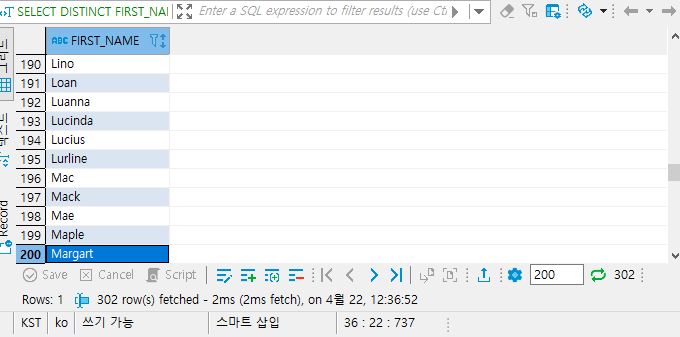 SELECT DISTINCT FIRST_NA
Enter a SQL expression to filter results (use Ct
ABC FIRST_NAME
190 Lino
191 Loan
192 Luanna
193 Lucinda
194 Lucius
195 Lurline
196 Mac
197 Mack
198 Mae
199 Maple
200 Margart
Record
Save Cancel Script 200 302
Rows: 1 302 row(s) fetched - 2ms (2ms fetch), on 4월 22, 12:36:52
KST ko 쓰기 가능 스마트 삽입 36 : 22 : 737